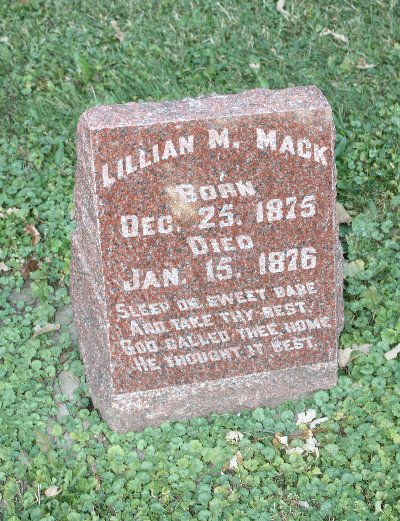 LILLIAN M. MACK
BORN
DEC. 25. 1875
DIED
JAN. 15. 1876
SLEEP ON SWEET BABE
AND TAKE THY REST,
GOD CALLED THEE HOME
HE THOUGHT IT BEST.